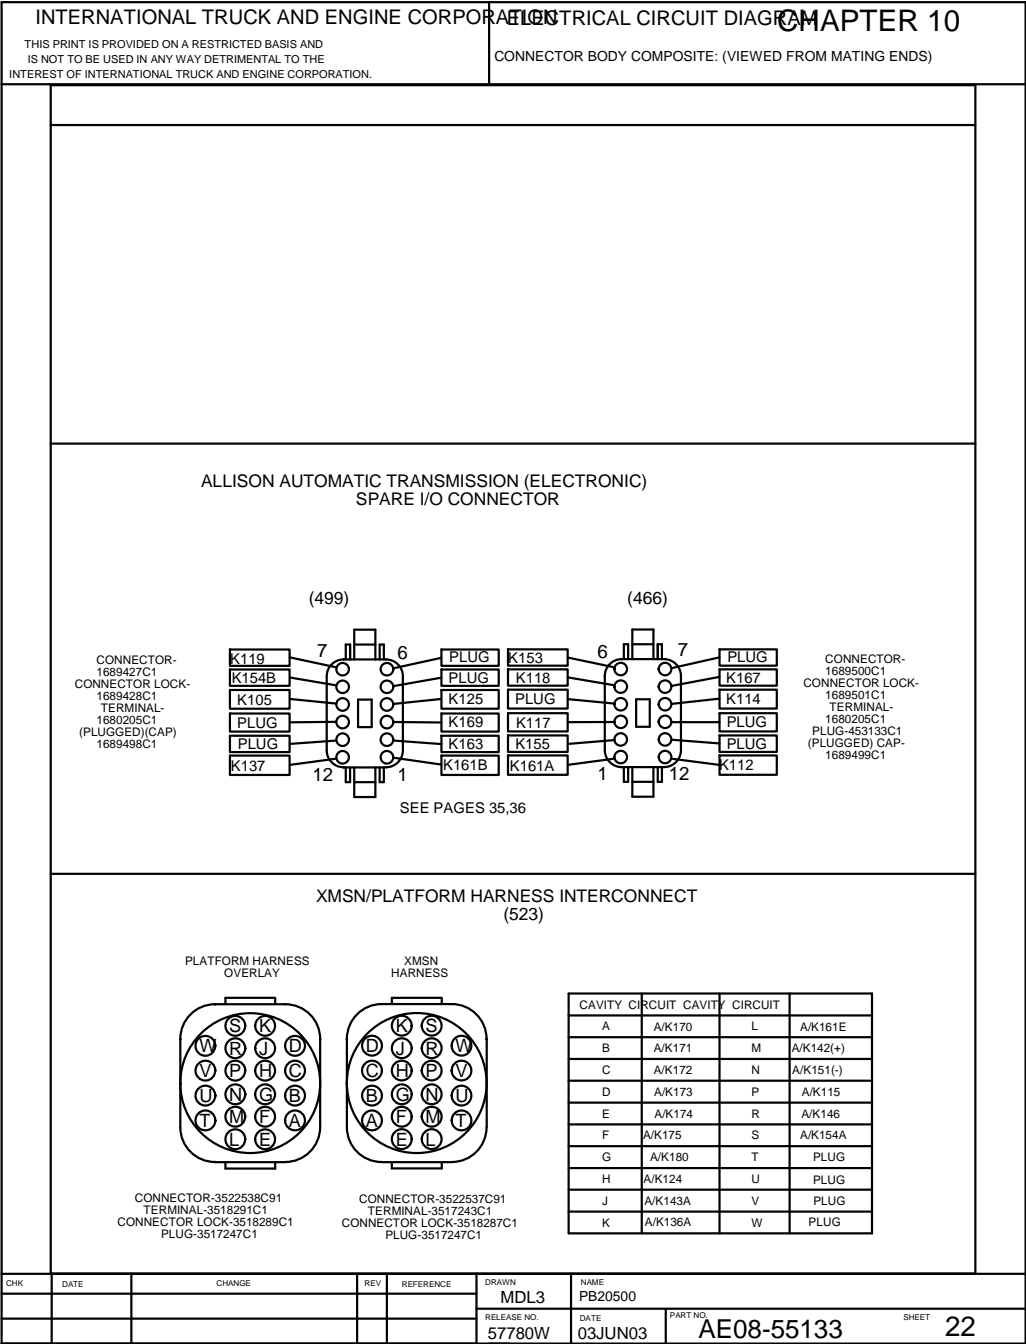 INTERNATIONAL TRUCK AND ENGINE CORPORATION
ELECTRICAL CIRCUIT DIAGRAM
CHAPTER 10
THIS PRINT IS PROVIDED ON A RESTRICTED BASIS AND
IS NOT TO BE USED IN ANY WAY DETRIMENTAL TO THE
INTEREST OF INTERNATIONAL TRUCK AND ENGINE CORPORATION.
CONNECTOR BODY COMPOSITE: (VIEWED FROM MATING ENDS)
ALLISON AUTOMATIC TRANSMISSION (ELECTRONIC)
SPARE I/O CONNECTOR
(499)
CONNECTOR-
1689427C1
CONNECTOR LOCK-
1689428C1
TERMINAL-
1680205C1
(PLUGGED)(CAP)
1689498C1
7 6
K119 PLUG
K154B PLUG
K105 K125
PLUG K169
PLUG K163
K137 K161B
12 1
(466)
6 7
K153 PLUG
K118 K167
PLUG K114
K117 PLUG
K155 PLUG
K161A K112
1 12
CONNECTOR-
1689500C1
CONNECTOR LOCK-
1689501C1
TERMINAL-
1680205C1
PLUG-453133C1
(PLUGGED) CAP-
1689499C1
SEE PAGES 35,36
XMSN/PLATFORM HARNESS INTERCONNECT
(523)
PLATFORM HARNESS
OVERLAY
S K
W R J D
V P H C
U N G B
T M F A
L E
CONNECTOR-3522538C91
TERMINAL-3518291C1
CONNECTOR LOCK-3518289C1
PLUG-3517247C1
XMSN
HARNESS
K S
D J R W
C H P V
B G N U
A F M T
E L
CONNECTOR-3522537C91
TERMINAL-3517243C1
CONNECTOR LOCK-3518287C1
PLUG-3517247C1
CAVITY CIRCUIT CAVITY CIRCUIT
A A/K170 L A/K161E
B A/K171 M A/K142(+)
C A/K172 N A/K151(-)
D A/K173 P A/K115
E A/K174 R A/K146
F A/K175 S A/K154A
G A/K180 T PLUG
H A/K124 U PLUG
J A/K143A V PLUG
K A/K136A W PLUG
CHK DATE CHANGE REV REFERENCE
DRAWN
MDL3
NAME
PB20500
RELEASE NO.
57780W
DATE
03JUN03
PART NO.
AE08-55133
SHEET 22